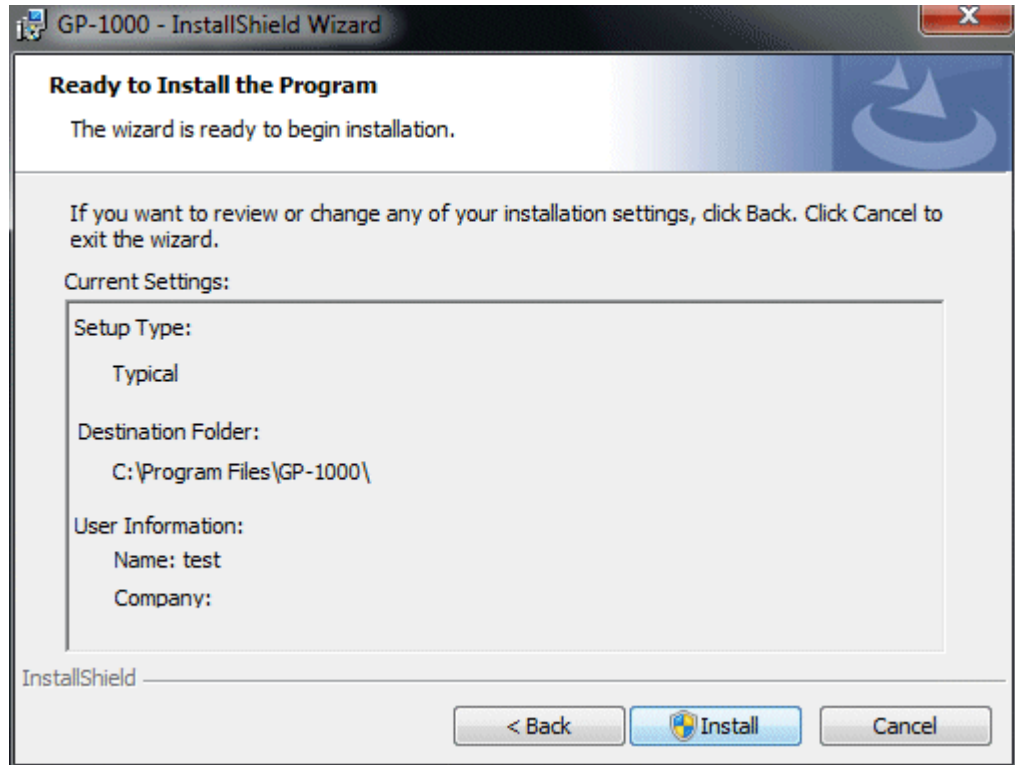 GP-1000 - InstallShield Wizard
Ready to Install the Program
The wizard is ready to begin installation.
If you want to review or change any of your installation settings, click Back. Click Cancel to
exit the wizard.
Current Settings:
Setup Type:
Typical
Destination Folder:
C:\Program Files\GP-1000\
User Information:
Name: test
Company:
InstallShield
< Back
Install
Cancel